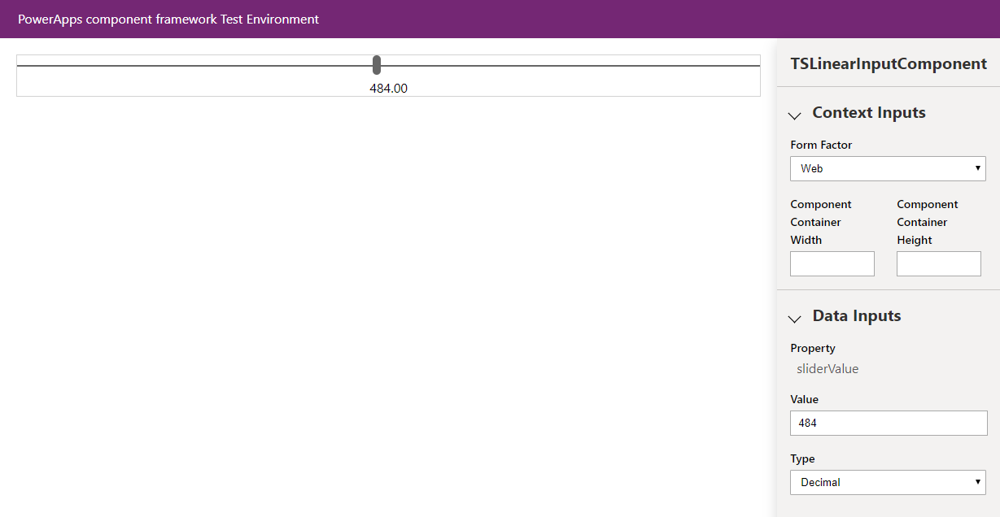 PowerApps component framework Test Environment
484.00
TSLinearInputComponent
Context Inputs
Form Factor
Web
Component
Container
Width
Component
Container
Height
Data Inputs
Property
sliderValue
Value
484
Type
Decimal